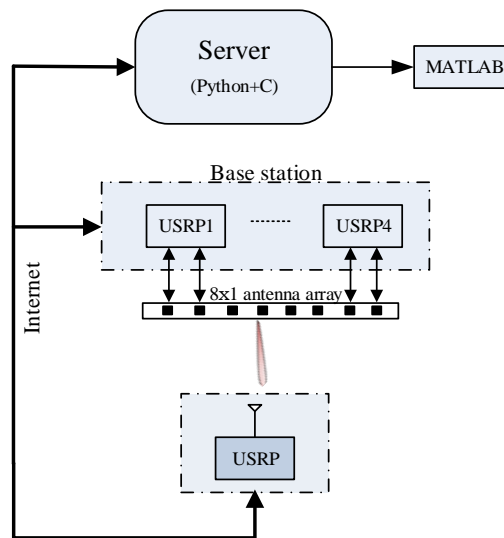 Server
(Python+C)
MATLAB
Base station
USRP1
USRP4
8x1 antenna array
Internet
USRP